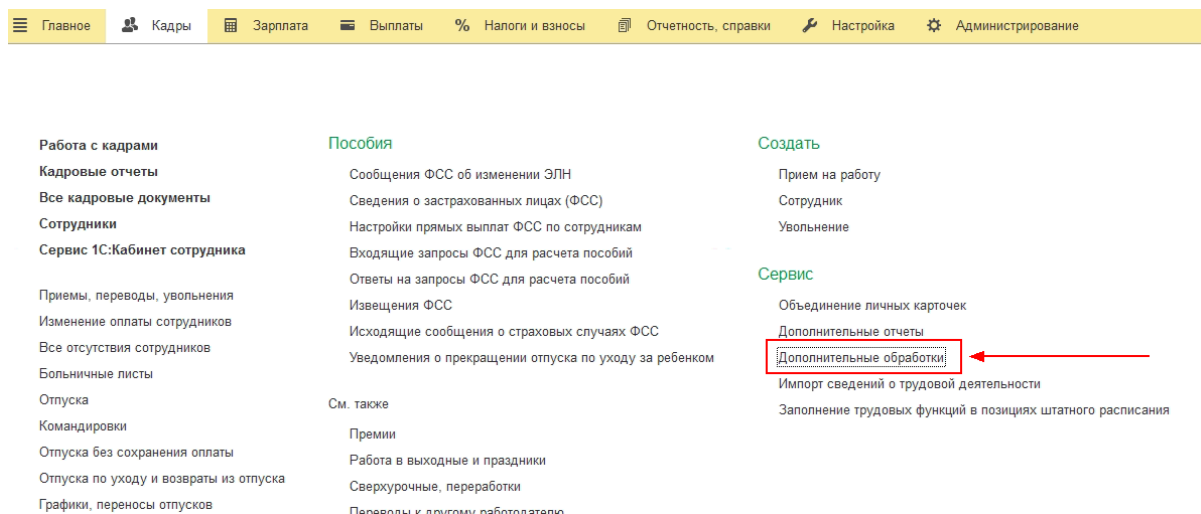 Главное Кадры Зарплата Выплаты % Налоги и взносы Отчетность, справки Настройка Администрирование
Работа с кадрами
Кадровые отчеты
Все кадровые документы
Сотрудники
Сервис 1С:Кабинет сотрудника
Приемы, переводы, увольнения
Изменение оплаты сотрудников
Все отсутствия сотрудников
Больничные листы
Отпуска
Командировки
Отпуска без сохранения оплаты
Отпуска по уходу и возвраты из отпуска
Графики, переносы отпусков
Пособия
Сообщения ФСС об изменении ЭЛН
Сведения о застрахованных лицах (ФСС)
Настройки прямых выплат ФСС по сотрудникам
Входящие запросы ФСС для расчета пособий
Ответы на запросы ФСС для расчета пособий
Извещения ФСС
Исходящие сообщения о страховых случаях ФСС
Уведомления о прекращении отпуска по уходу за ребенком
См. также
Премии
Работа в выходные и праздники
Сверхурочные, переработки
Переводы к другому работодателю
Создать
Прием на работу
Сотрудник
Увольнение
Сервис
Объединение личных карточек
Дополнительные отчеты
Дополнительные обработки
Импорт сведений о трудовой деятельности
Заполнение трудовых функций в позициях штатного расписания